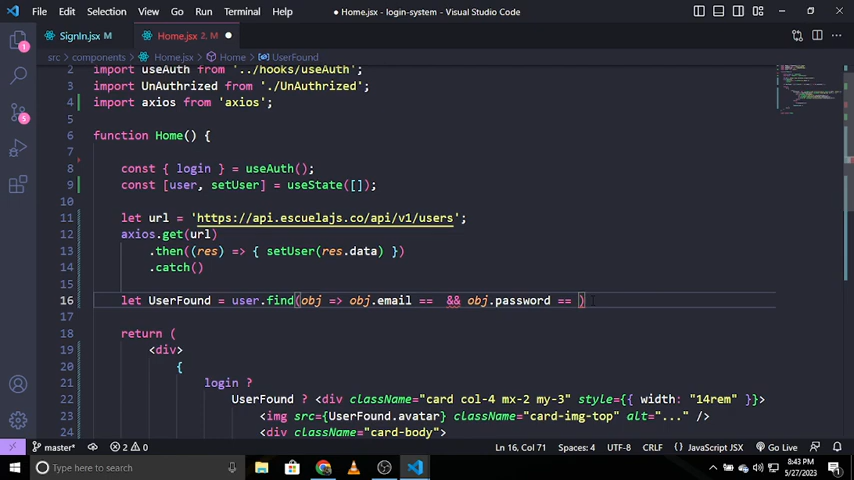 File Edit Selection View Go Run Terminal Help ● Home.jsx - login-system - Visual Studio Code
SignIn.jsx M Home.jsx 2, M ●
src > components > Home.jsx > Home > UserFound
2 import useAuth from '../hooks/useAuth';
3 import UnAuthrized from './UnAuthrized';
4 import axios from 'axios';
5
6 function Home() {
7
8 const { login } = useAuth();
9 const [user, setUser] = useState([]);
10
11 let url = 'https://api.escuelajs.co/api/v1/users';
12 axios.get(url)
13 .then((res) => { setUser(res.data) })
14 .catch()
15
16 let UserFound = user.find(obj => obj.email ==  && obj.password == )
17
18 return (
19 <div>
20 {
21 login ?
22 UserFound ? <div className="card col-4 mx-2 my-3" style={{ width: "14rem" }}>
23 <img src={UserFound.avatar} className="card-img-top" alt="..." />
24 <div className="card-body">
1
5
master* 2 0 Ln 16, Col 71 Spaces: 4 UTF-8 CRLF JavaScript JSX Go Live
Type here to search
8:43 PM
5/27/2023